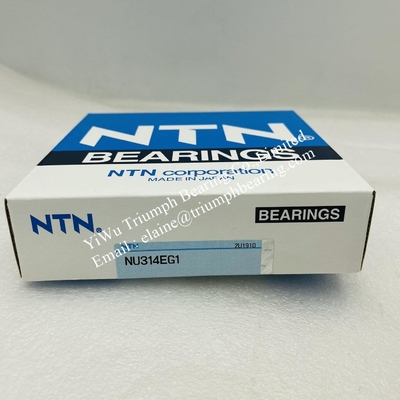 NTN®
BEARINGS
NTN corporation
MADE IN JAPAN
YiWu Triumph Bearing Co., Limited
Email: elaine@triumphbearing.com
NTN®
BEARINGS
2U1910
NU314EG1